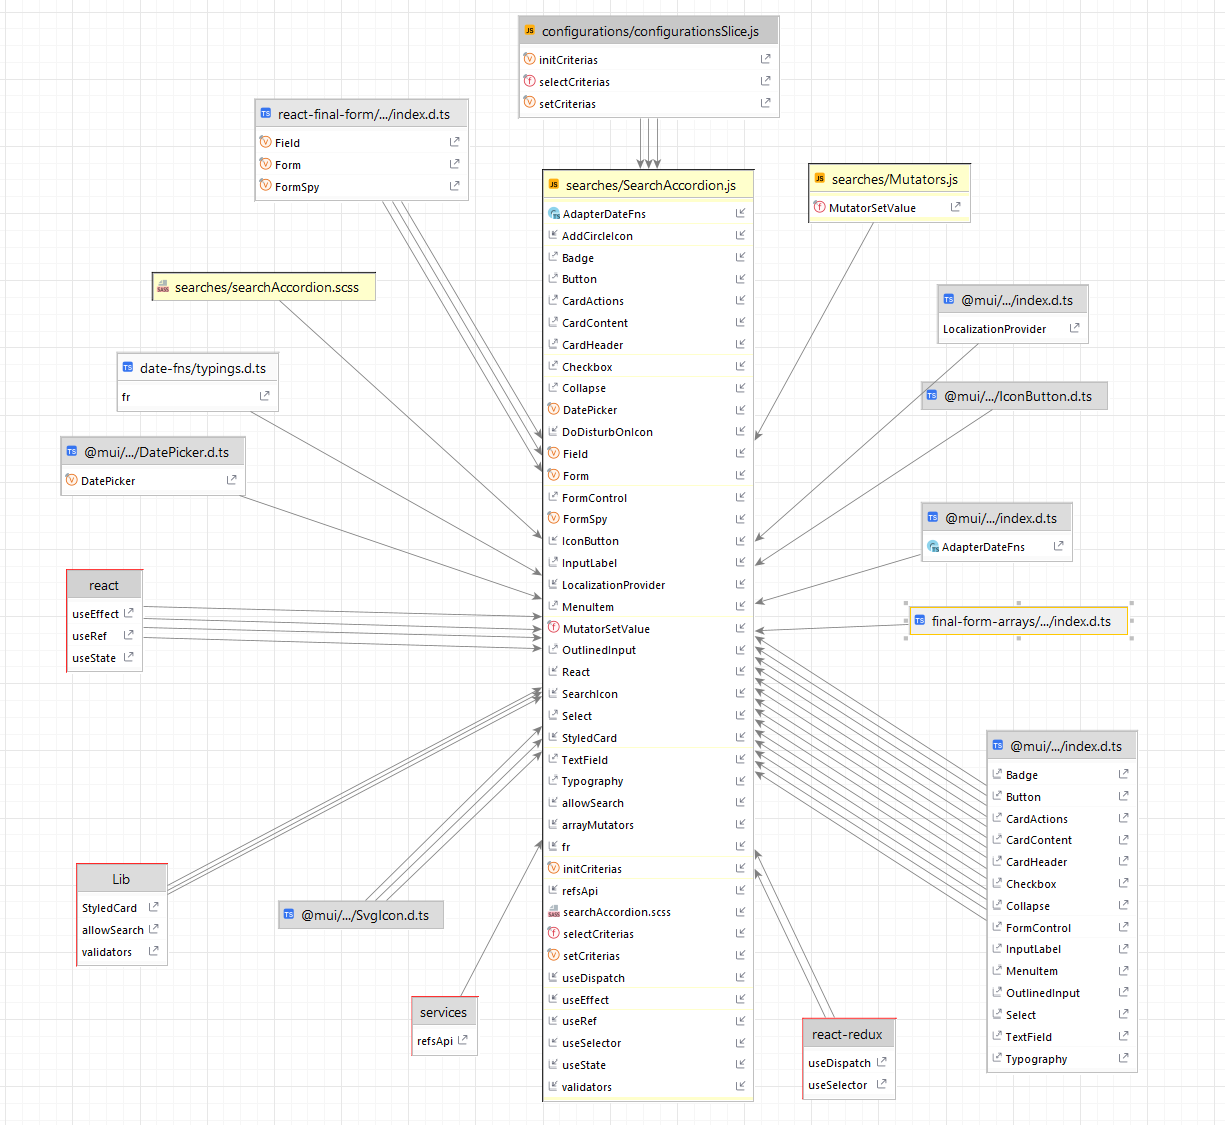 configurations/configurationsSlice.js
initCriterias
selectCriterias
setCriterias
react-final-form/.../index.d.ts
Field
Form
FormSpy
searches/searchAccordion.scss
date-fns/typings.d.ts
fr
@mui/.../DatePicker.d.ts
DatePicker
react
useEffect
useRef
useState
Lib
StyledCard
allowSearch
validators
@mui/.../SvgIcon.d.ts
services
refsApi
searches/SearchAccordion.js
AdapterDateFns
AddCircleIcon
Badge
Button
CardActions
CardContent
CardHeader
Checkbox
Collapse
DatePicker
DoDisturbOnIcon
Field
Form
FormControl
FormSpy
IconButton
InputLabel
LocalizationProvider
MenuItem
MutatorSetValue
OutlinedInput
React
SearchIcon
Select
StyledCard
TextField
Typography
allowSearch
arrayMutators
fr
initCriterias
refsApi
searchAccordion.scss
selectCriterias
setCriterias
useDispatch
useEffect
useRef
useSelector
useState
validators
searches/Mutators.js
MutatorSetValue
@mui/.../index.d.ts
LocalizationProvider
@mui/.../IconButton.d.ts
@mui/.../index.d.ts
AdapterDateFns
final-form-arrays/.../index.d.ts
@mui/.../index.d.ts
Badge
Button
CardActions
CardContent
CardHeader
Checkbox
Collapse
FormControl
InputLabel
MenuItem
OutlinedInput
Select
TextField
Typography
react-redux
useDispatch
useSelector